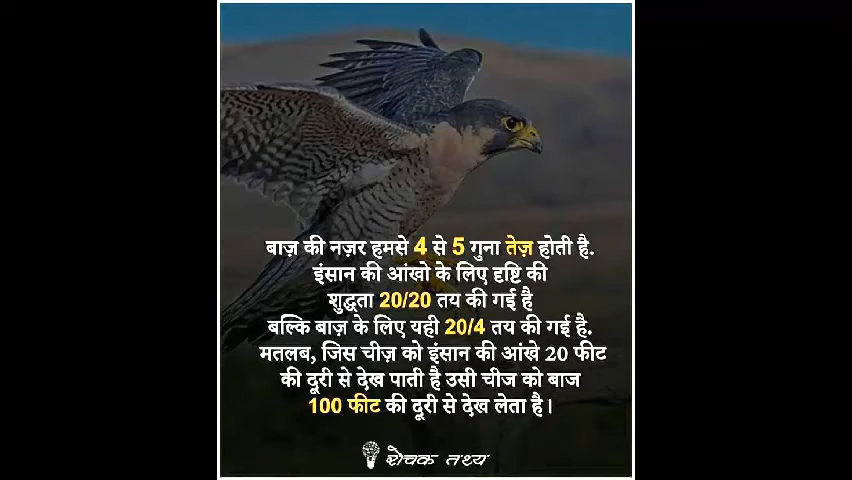 बाज़ की नज़र हमसे 4 से 5 गुना तेज़ होती है.
इंसान की आंखो के लिए दृष्टि की
शुद्धता 20/20 तय की गई है
बल्कि बाज़ के लिए यही 20/4 तय की गई है.
मतलब, जिस चीज़ को इंसान की आंखे 20 फीट
की दूरी से देख पाती है उसी चीज को बाज
100 फीट की दूरी से देख लेता है।
रोचक तथ्य